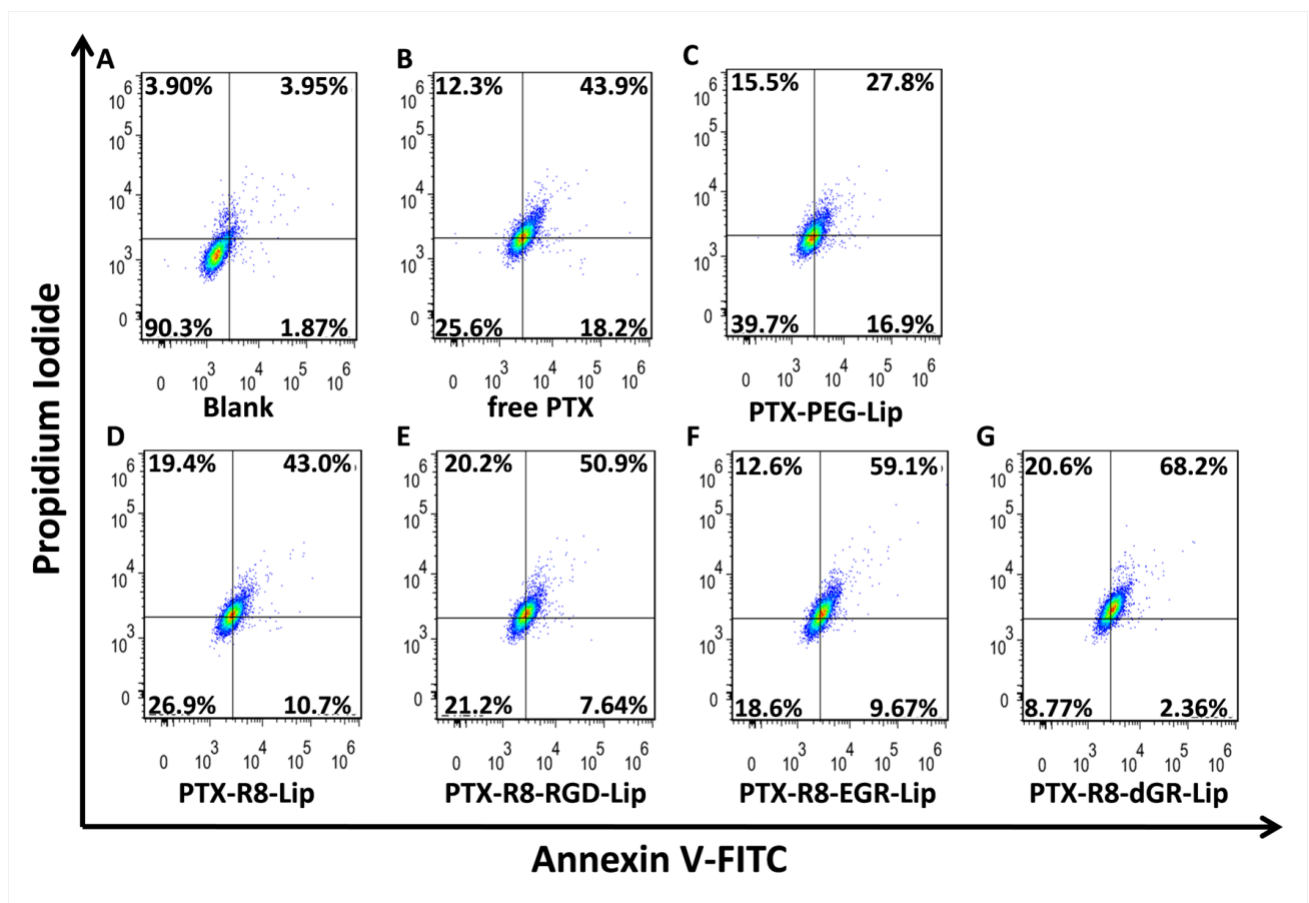 A
3.90% 3.95%
10^6
10^5
10^4
10^3
0
90.3% 1.87%
0 10^3 10^4 10^5 10^6
Blank
B
12.3% 43.9%
10^6
10^5
10^4
10^3
0
25.6% 18.2%
0 10^3 10^4 10^5 10^6
free PTX
C
15.5% 27.8%
10^6
10^5
10^4
10^3
0
39.7% 16.9%
0 10^3 10^4 10^5 10^6
PTX-PEG-Lip
D
19.4% 43.0%
10^6
10^5
10^4
10^3
0
26.9% 10.7%
0 10^3 10^4 10^5 10^6
PTX-R8-Lip
E
20.2% 50.9%
10^6
10^5
10^4
10^3
0
21.2% 7.64%
0 10^3 10^4 10^5 10^6
PTX-R8-RGD-Lip
F
12.6% 59.1%
10^6
10^5
10^4
10^3
0
18.6% 9.67%
0 10^3 10^4 10^5 10^6
PTX-R8-EGR-Lip
G
20.6% 68.2%
10^6
10^5
10^4
10^3
0
8.77% 2.36%
0 10^3 10^4 10^5 10^6
PTX-R8-dGR-Lip
Propidium Iodide
Annexin V-FITC